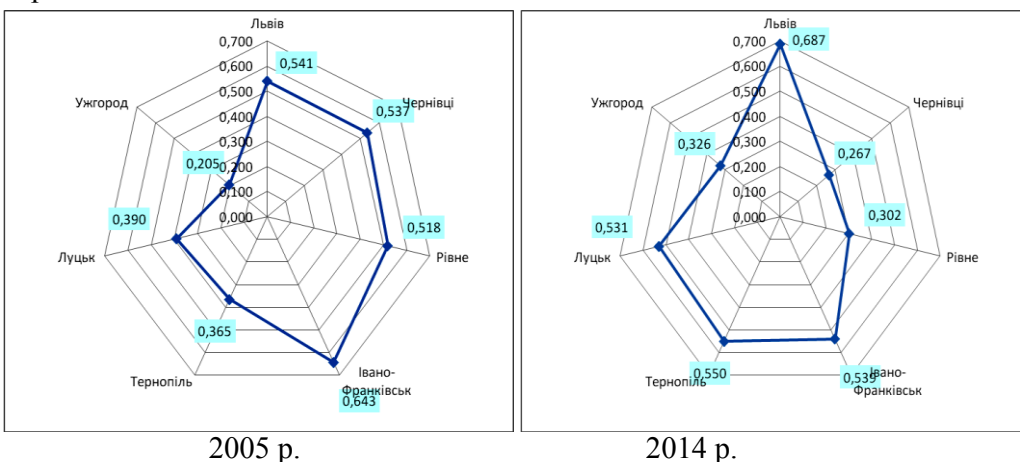 Львів
0,700
0,600
0,500
0,400
0,300
0,200
0,100
0,000
0,541
Чернівці
0,537
0,518
Рівне
Івано-
Франківськ
0,643
Тернопіль
0,365
Луцьк
0,390
Ужгород
0,205
2005 р.
Львів
0,700
0,600
0,500
0,400
0,300
0,200
0,100
0,000
0,687
Чернівці
0,267
0,302
Рівне
Івано-
Франківськ
0,539
Тернопіль
0,550
Луцьк
0,531
Ужгород
0,326
2014 р.